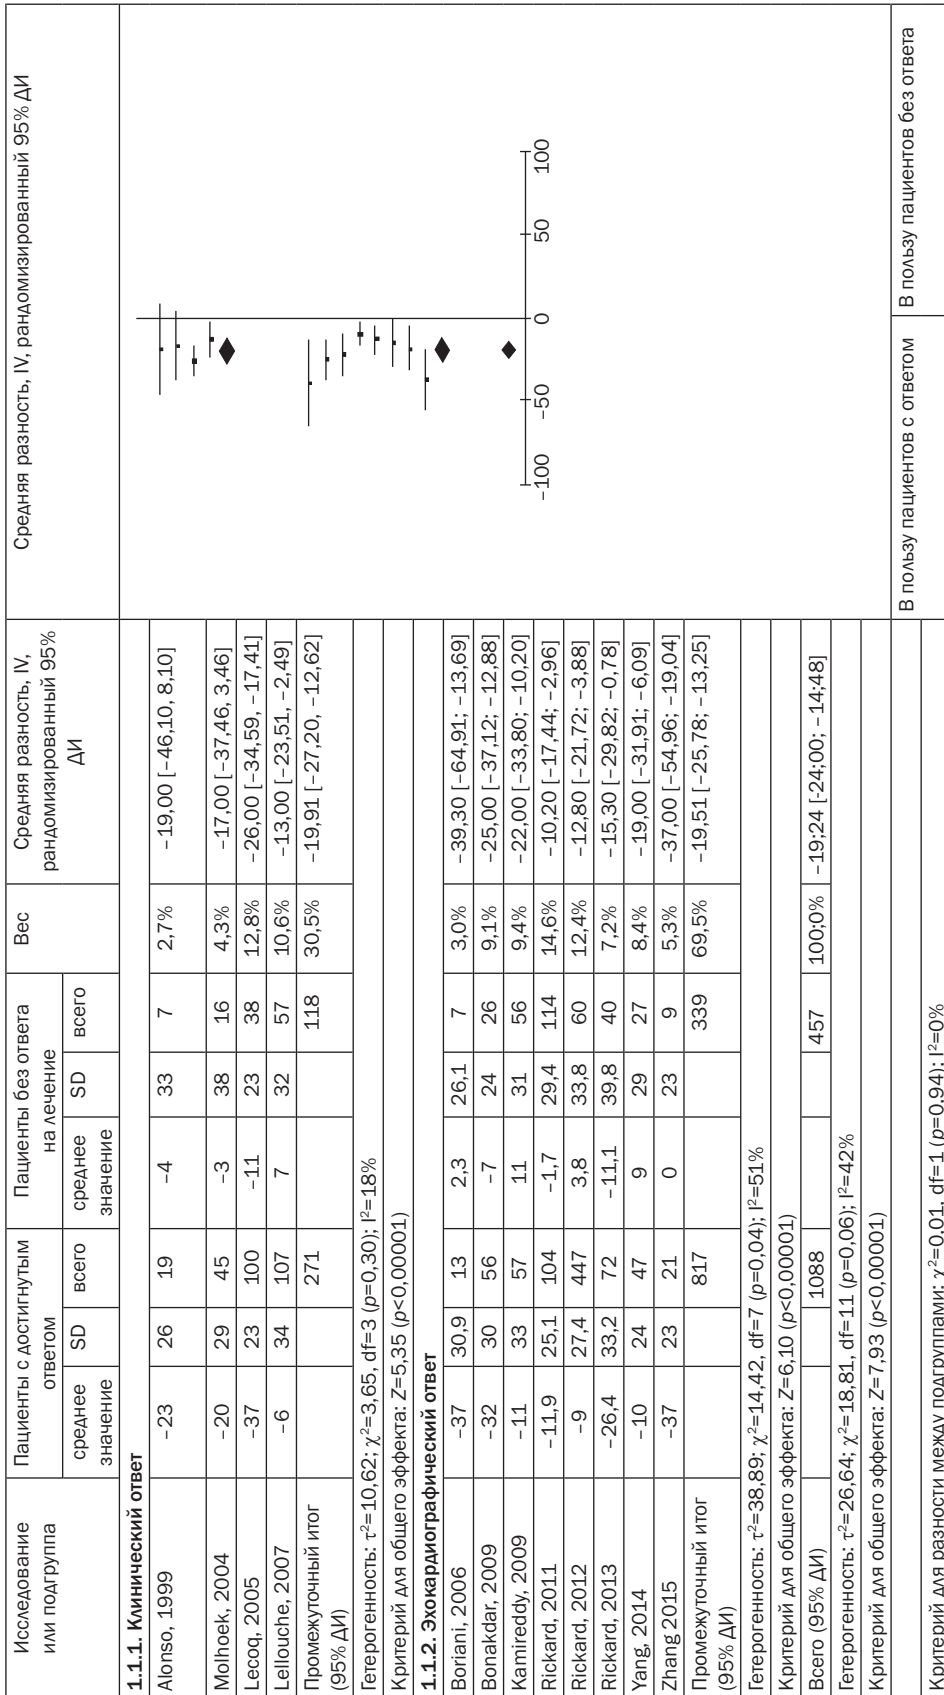 Исследование или подгруппа | Пациенты с достигнутым ответом | Пациенты без ответа на лечение | Вес | Средняя разность, IV, рандомизированный 95% ДИ | Средняя разность, IV, рандомизированный 95% ДИ
среднее значение | SD | всего | среднее значение | SD | всего
1.1.1. Клинический ответ
Alonso, 1999 | −23 | 26 | 19 | −4 | 33 | 7 | 2,7% | −19,00 [−46,10, 8,10]
Molhoek, 2004 | −20 | 29 | 45 | −3 | 38 | 16 | 4,3% | −17,00 [−37,46, 3,46]
Lecoq, 2005 | −37 | 23 | 100 | −11 | 23 | 38 | 12,8% | −26,00 [−34,59, −17,41]
Lellouche, 2007 | −6 | 34 | 107 | 7 | 32 | 57 | 10,6% | −13,00 [−23,51, −2,49]
Промежуточный итог (95% ДИ) | 271 | 118 | 30,5% | −19,91 [−27,20, −12,62]
Гетерогенность: τ²=10,62; χ²=3,65, df=3 (p=0,30); I²=18%
Критерий для общего эффекта: Z=5,35 (p<0,00001)
1.1.2. Эхокардиографический ответ
Boriani, 2006 | −37 | 30,9 | 13 | 2,3 | 26,1 | 7 | 3,0% | −39,30 [−64,91; −13,69]
Bonakdar, 2009 | −32 | 30 | 56 | −7 | 24 | 26 | 9,1% | −25,00 [−37,12; −12,88]
Kamireddy, 2009 | −11 | 33 | 57 | 11 | 31 | 56 | 9,4% | −22,00 [−33,80; −10,20]
Rickard, 2011 | −11,9 | 25,1 | 104 | −1,7 | 29,4 | 114 | 14,6% | −10,20 [−17,44; −2,96]
Rickard, 2012 | −9 | 27,4 | 447 | 3,8 | 33,8 | 60 | 12,4% | −12,80 [−21,72; −3,88]
Rickard, 2013 | −26,4 | 33,2 | 72 | −11,1 | 39,8 | 40 | 7,2% | −15,30 [−29,82; −0,78]
Yang, 2014 | −10 | 24 | 47 | 9 | 29 | 27 | 8,4% | −19,00 [−31,91; −6,09]
Zhang 2015 | −37 | 23 | 21 | 0 | 23 | 9 | 5,3% | −37,00 [−54,96; −19,04]
Промежуточный итог (95% ДИ) | 817 | 339 | 69,5% | −19,51 [−25,78; −13,25]
Гетерогенность: τ²=38,89; χ²=14,42, df=7 (p=0,04); I²=51%
Критерий для общего эффекта: Z=6,10 (p<0,00001)
Всего (95% ДИ) | 1088 | 457 | 100;0% | −19;24 [-24;00; −14;48]
Гетерогенность: τ²=26,64; χ²=18,81, df=11 (p=0,06); I²=42%
Критерий для общего эффекта: Z=7,93 (p<0,00001)
−100 −50 0 50 100
В пользу пациентов с ответом | В пользу пациентов без ответа
Критерий для разности между подгруппами: χ²=0,01, df=1 (p=0,94); I²=0%